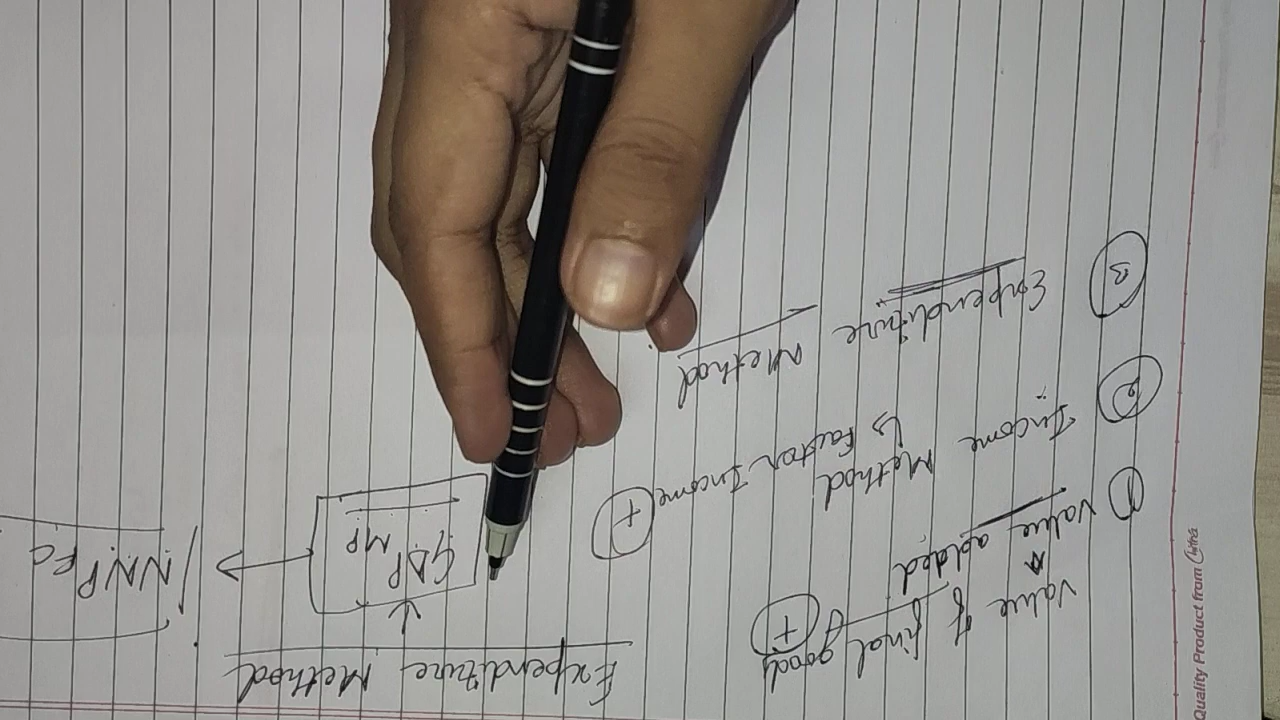 Expenditure Method
GDP MP
NNP FC
Value of final goods
+
① Value added
② Income Method
↳ Factor Income
+
③ Expenditure Method
Quality Product from